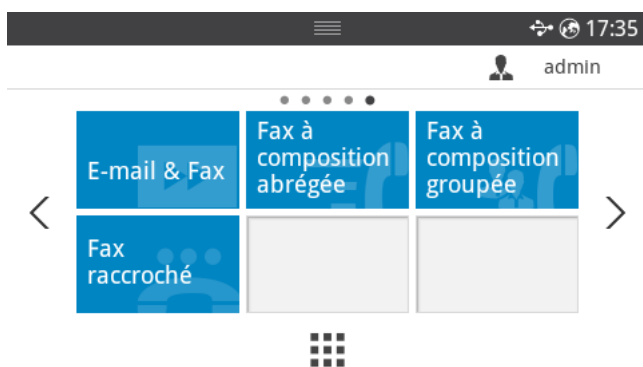 17:35
admin
E-mail & Fax
Fax à
composition
abrégée
Fax à
composition
groupée
Fax
raccroché